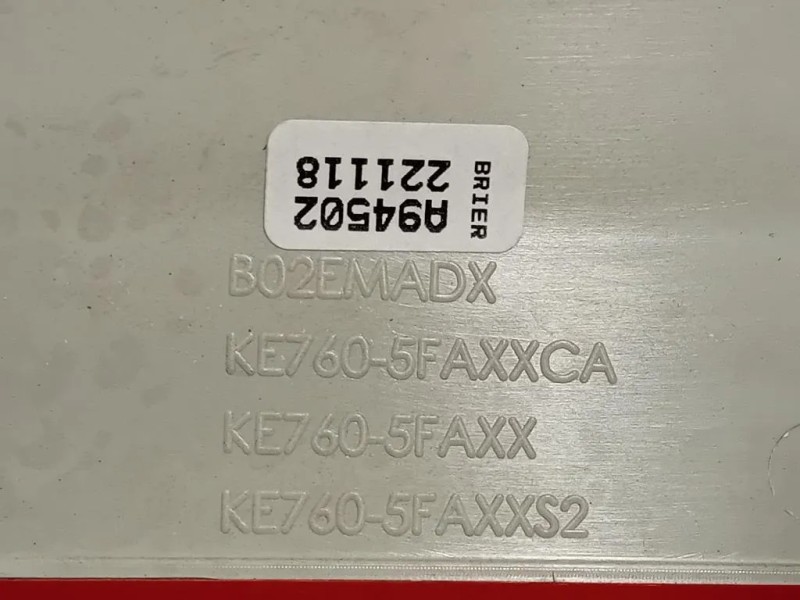 BRIER
A94502
221118
B02EMADX
KE760-5FAXXCA
KE760-5FAXX
KE760-5FAXXS2